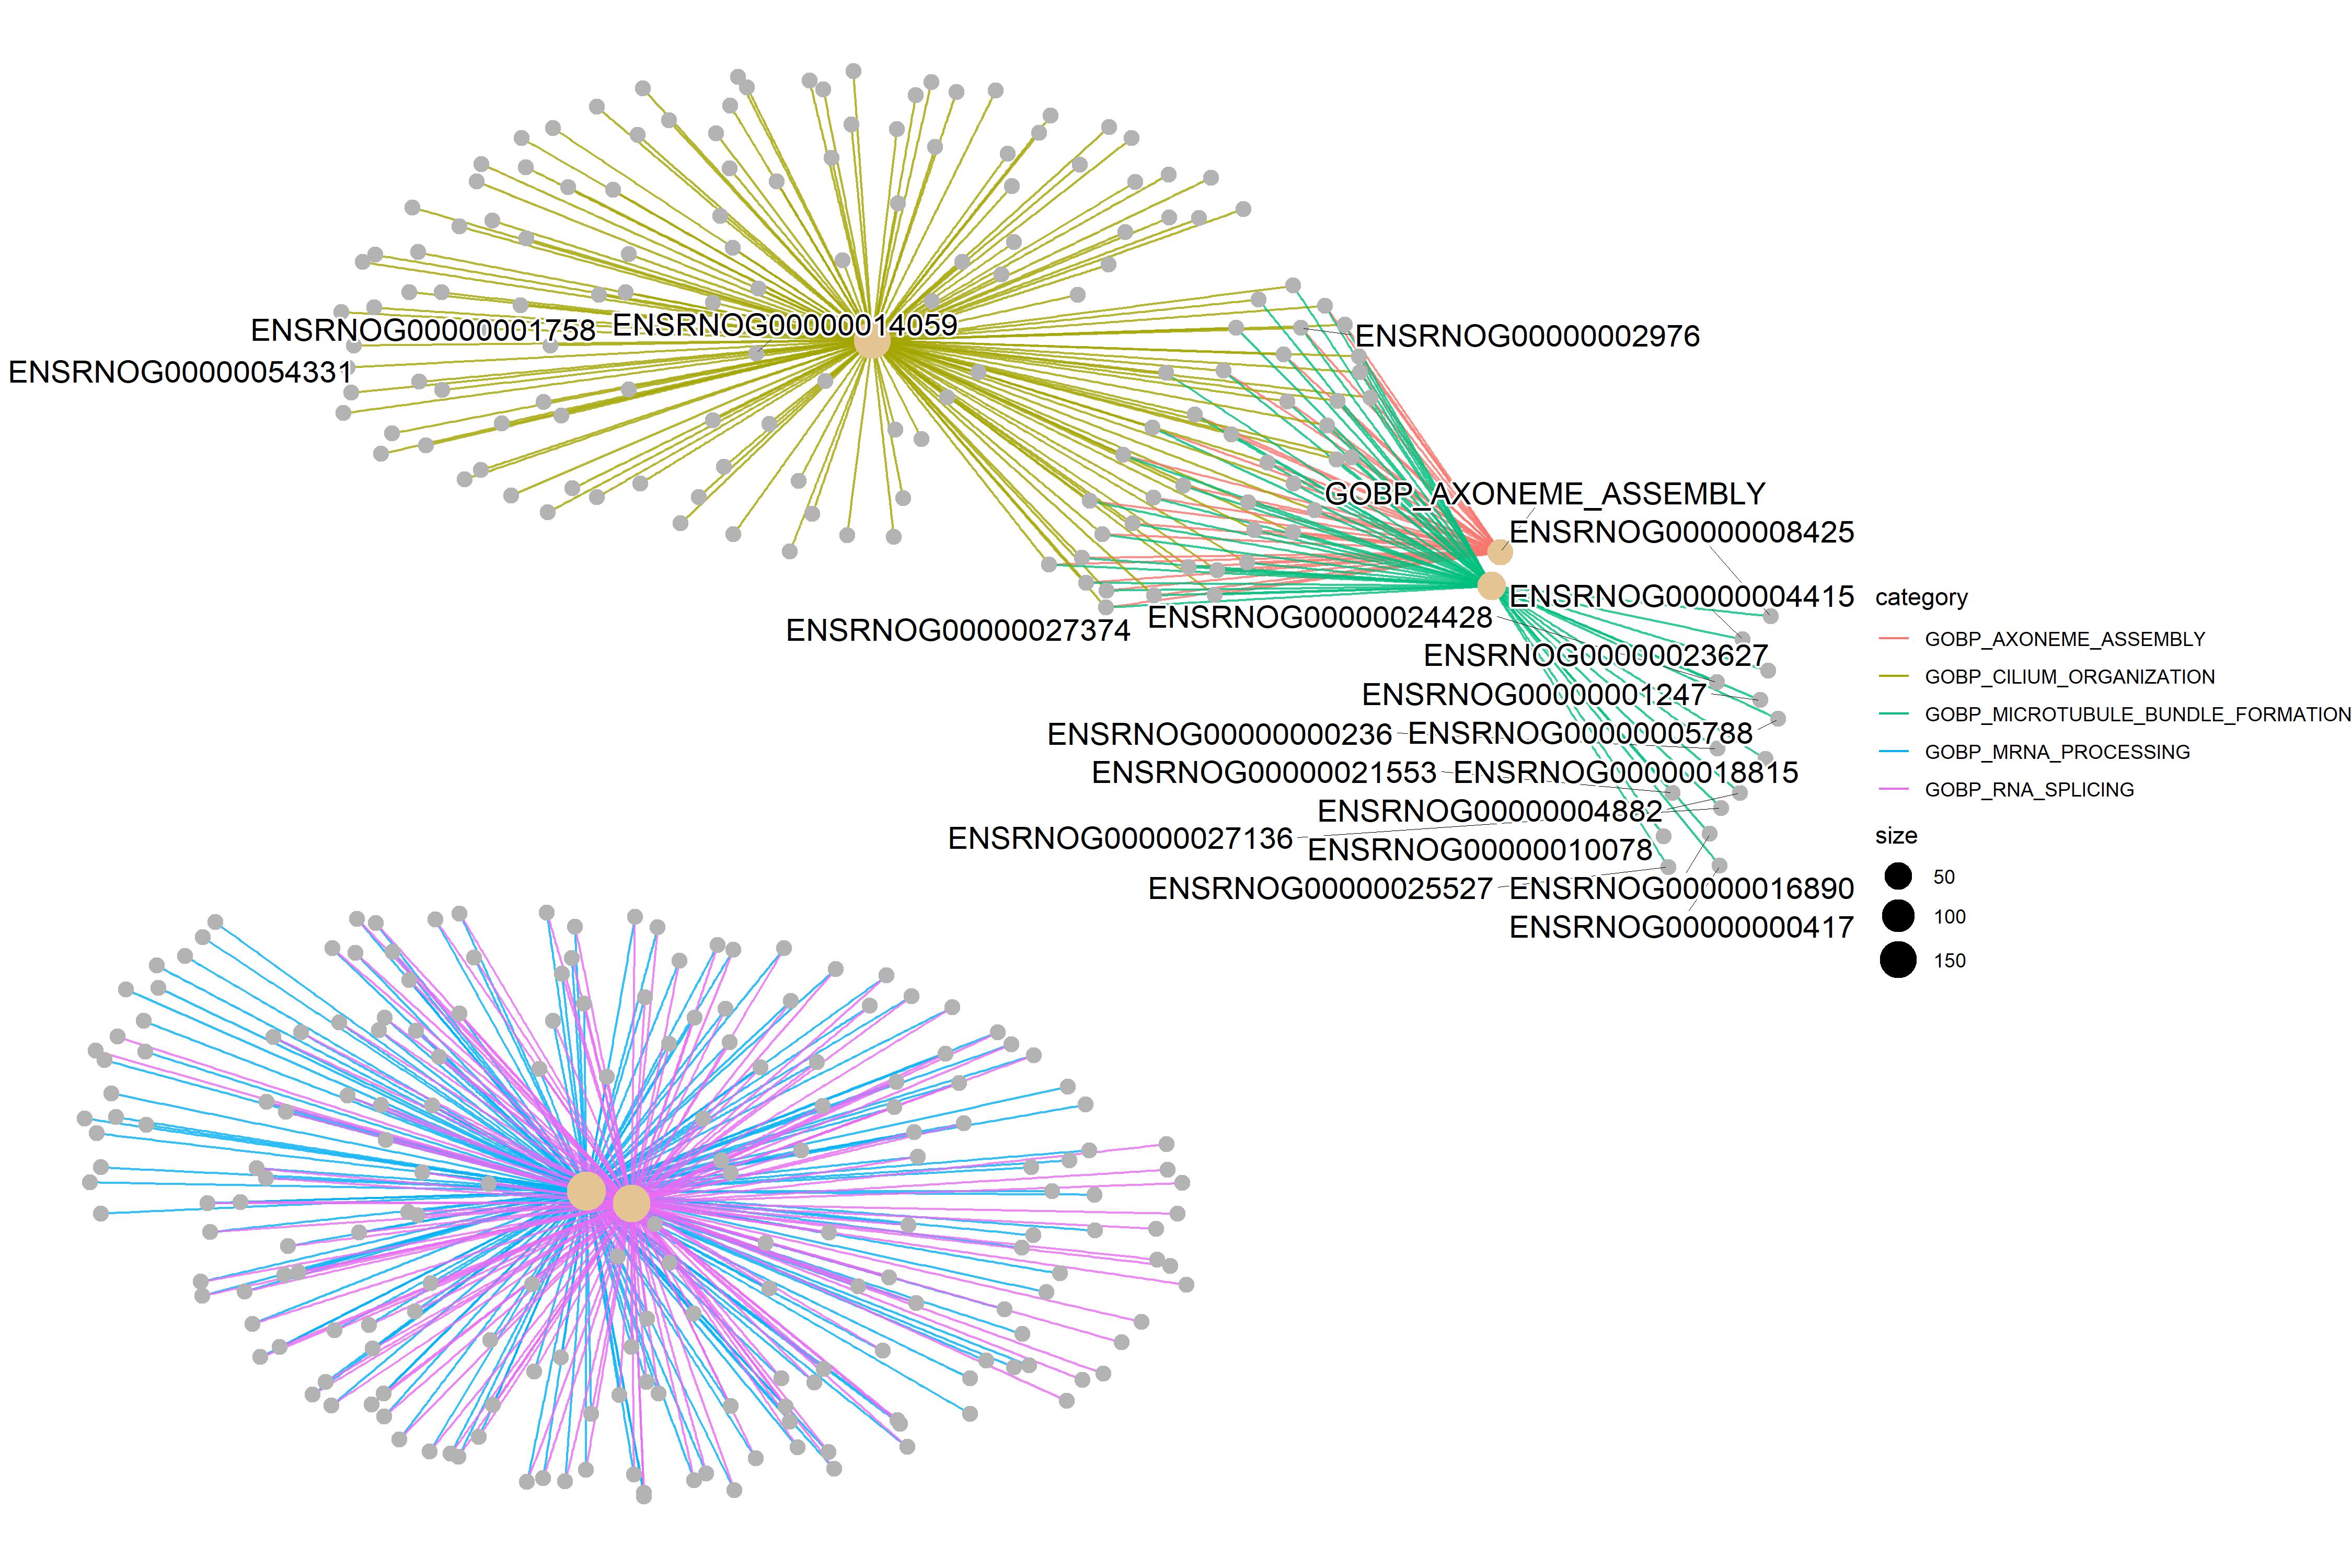 ENSRNOG00000001758
ENSRNOG00000014059
ENSRNOG00000002976
ENSRNOG00000054331
GOBP_AXONEME_ASSEMBLY
ENSRNOG00000008425
ENSRNOG00000004415
ENSRNOG00000024428
ENSRNOG00000027374
ENSRNOG00000023627
ENSRNOG00000001247
ENSRNOG00000000236
ENSRNOG00000005788
ENSRNOG00000021553
ENSRNOG00000018815
ENSRNOG00000004882
ENSRNOG00000027136
ENSRNOG00000010078
ENSRNOG00000025527
ENSRNOG00000016890
ENSRNOG00000000417
category
GOBP_AXONEME_ASSEMBLY
GOBP_CILIUM_ORGANIZATION
GOBP_MICROTUBULE_BUNDLE_FORMATION
GOBP_MRNA_PROCESSING
GOBP_RNA_SPLICING
size
50
100
150